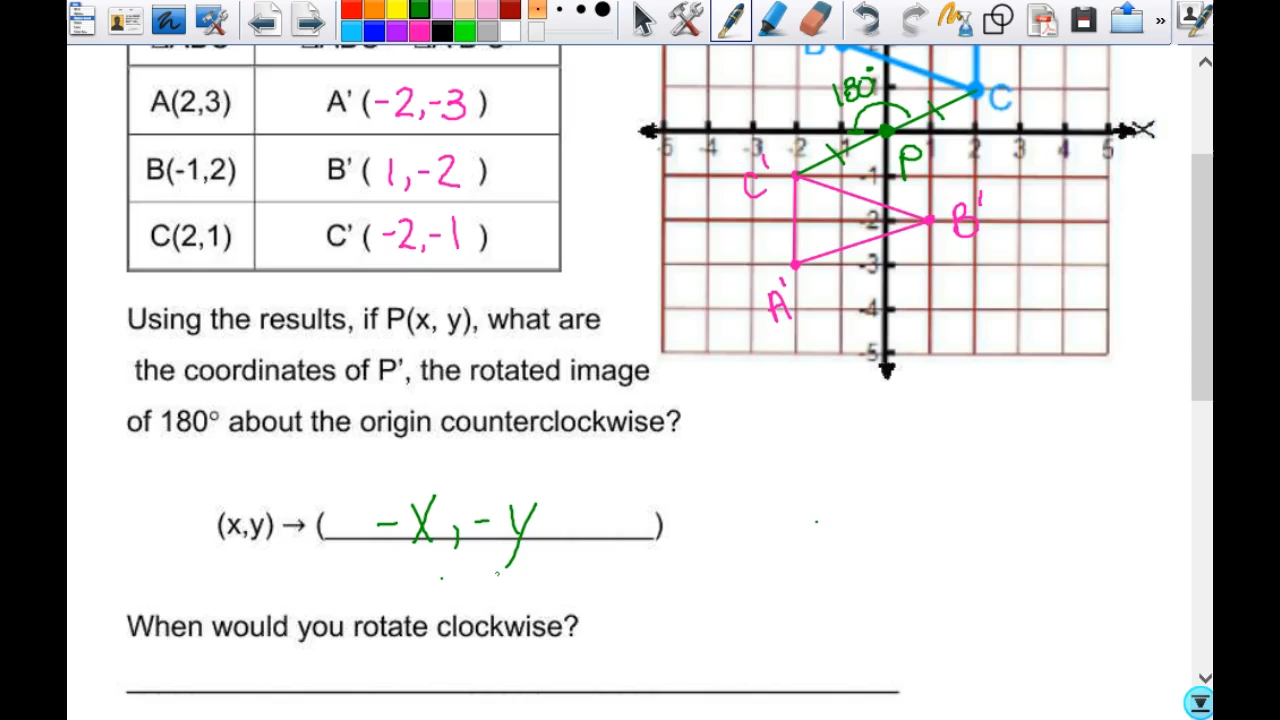 A(2,3) A' ( -2,-3 )
B(-1,2) B' ( 1,-2 )
C(2,1) C' ( -2,-1 )
180°
C
X
-5 -4 -3 -2 -1 1 2 3 4 5
P
C'
-1
-2
B'
-3
A'
-4
-5
Using the results, if P(x, y), what are
the coordinates of P', the rotated image
of 180° about the origin counterclockwise?
(x,y) → ( -X, -y )
When would you rotate clockwise?